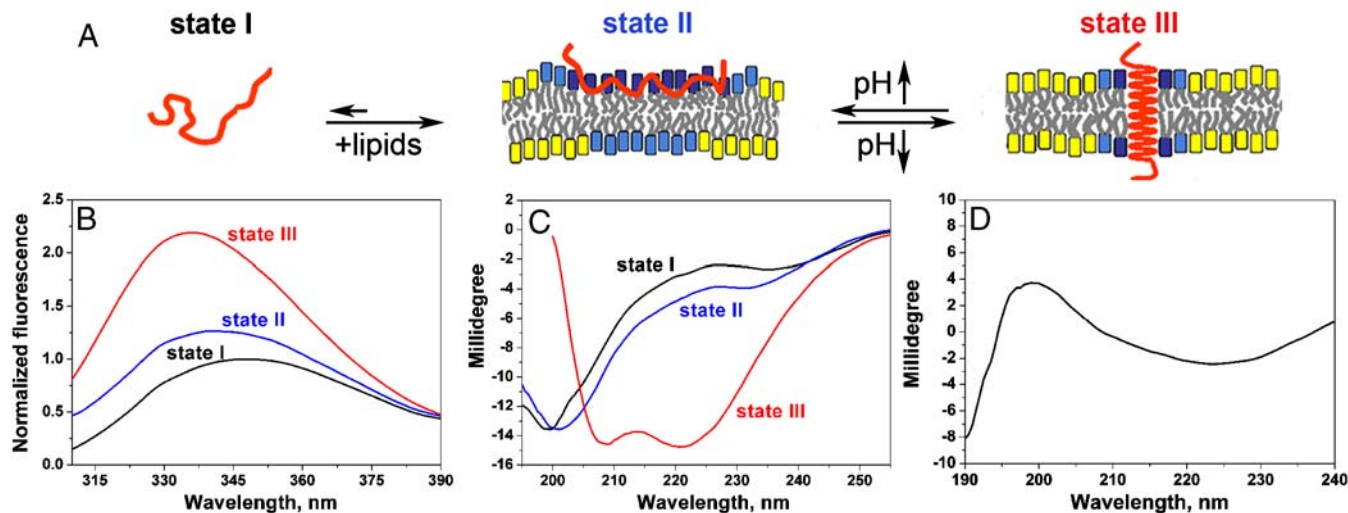 A
state I
state II
state III
+lipids
pH
pH
B
2.5
2.0
1.5
1.0
0.5
0.0
Normalized fluorescence
state III
state II
state I
315 330 345 360 375 390
Wavelength, nm
C
2
0
-2
-4
-6
-8
-10
-12
-14
-16
Millidegree
state I
state II
state III
200 210 220 230 240 250
Wavelength, nm
D
10
8
6
4
2
0
-2
-4
-6
-8
-10
Millidegree
190 200 210 220 230 240
Wavelength, nm